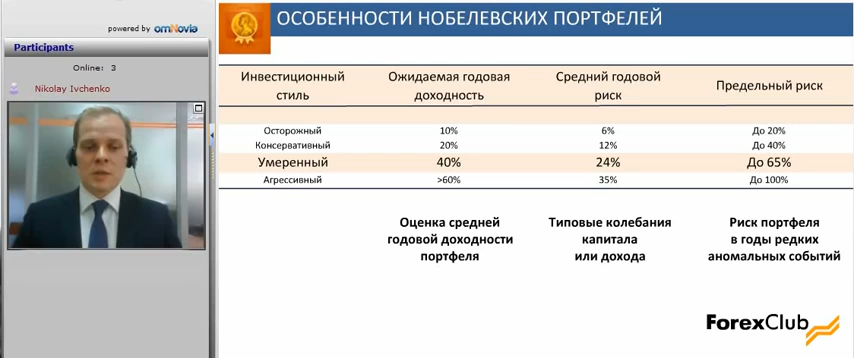 powered by omNovia
Participants
Online: 3
Nikolay Ivchenko
ОСОБЕННОСТИ НОБЕЛЕВСКИХ ПОРТФЕЛЕЙ
Инвестиционный
стиль
Ожидаемая годовая
доходность
Средний годовой
риск
Предельный риск
Осторожный 10% 6% До 20%
Консервативный 20% 12% До 40%
Умеренный 40% 24% До 65%
Агрессивный >60% 35% До 100%
Оценка средней
годовой доходности
портфеля
Типовые колебания
капитала
или дохода
Риск портфеля
в годы редких
аномальных событий
ForexClub